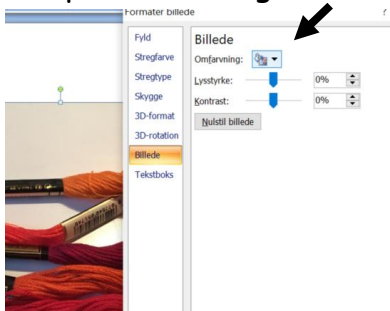 Formater billede ?
Fyld
Stregfarve
Stregtype
Skygge
3D-format
3D-rotation
Billede
Tekstboks
Billede
Omfarvning:
Lysstyrke: 0%
Kontrast: 0%
Nulstil billede